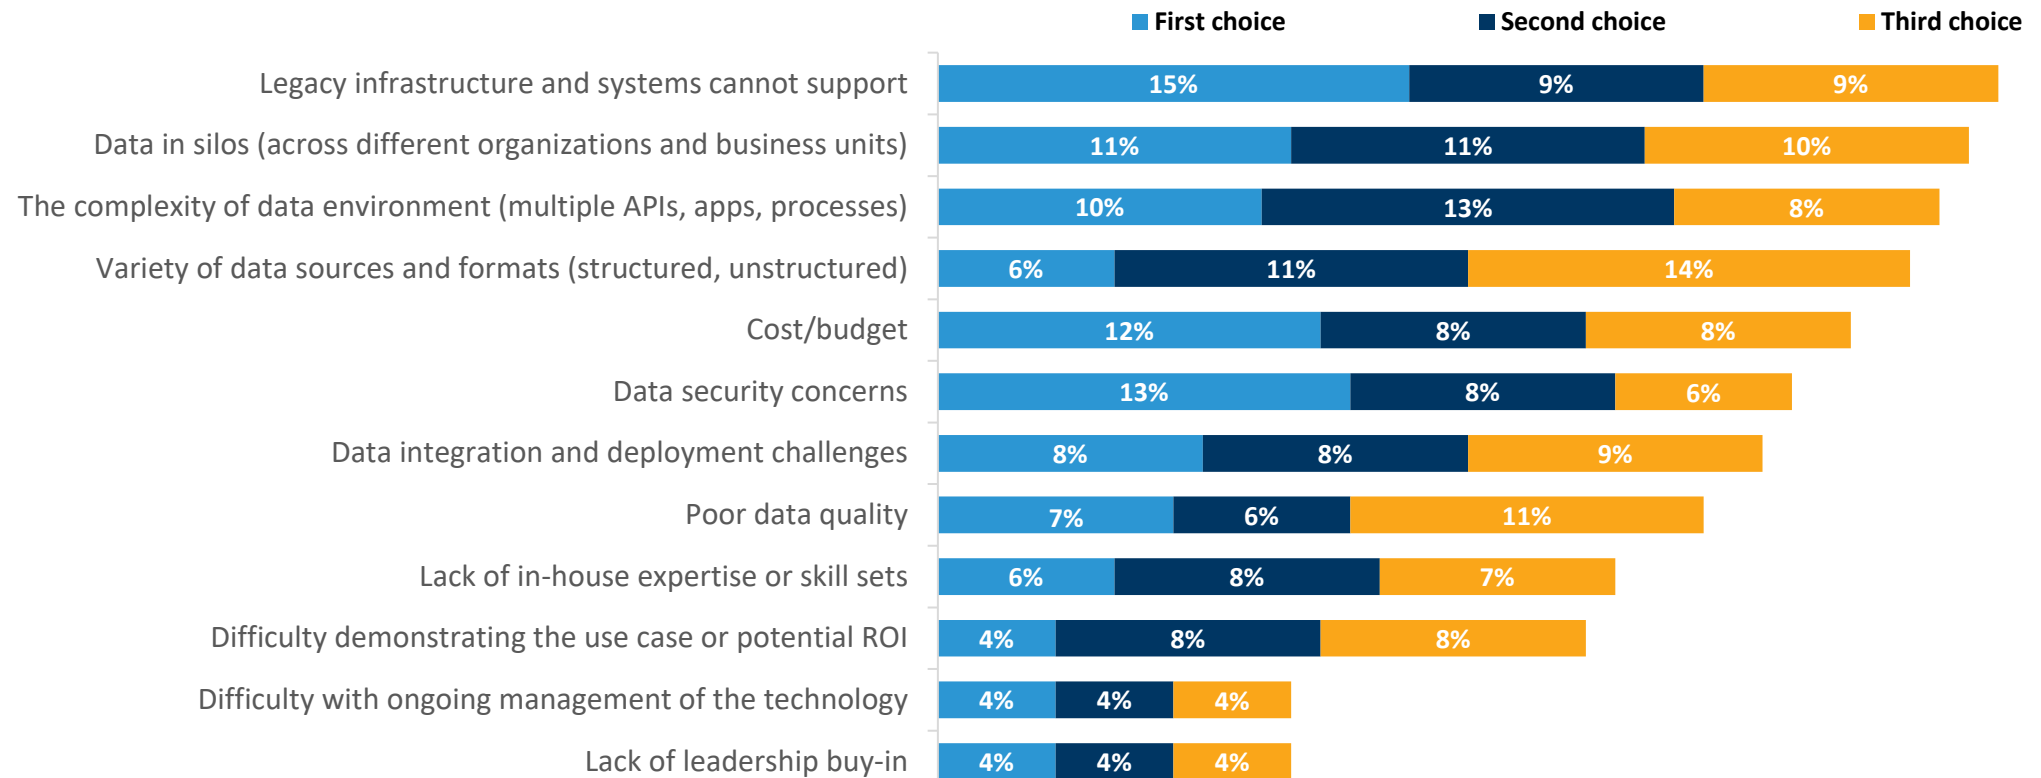 First choice Second choice Third choice
Legacy infrastructure and systems cannot support 15% 9% 9%
Data in silos (across different organizations and business units) 11% 11% 10%
The complexity of data environment (multiple APIs, apps, processes) 10% 13% 8%
Variety of data sources and formats (structured, unstructured) 6% 11% 14%
Cost/budget 12% 8% 8%
Data security concerns 13% 8% 6%
Data integration and deployment challenges 8% 8% 9%
Poor data quality 7% 6% 11%
Lack of in-house expertise or skill sets 6% 8% 7%
Difficulty demonstrating the use case or potential ROI 4% 8% 8%
Difficulty with ongoing management of the technology 4% 4% 4%
Lack of leadership buy-in 4% 4% 4%